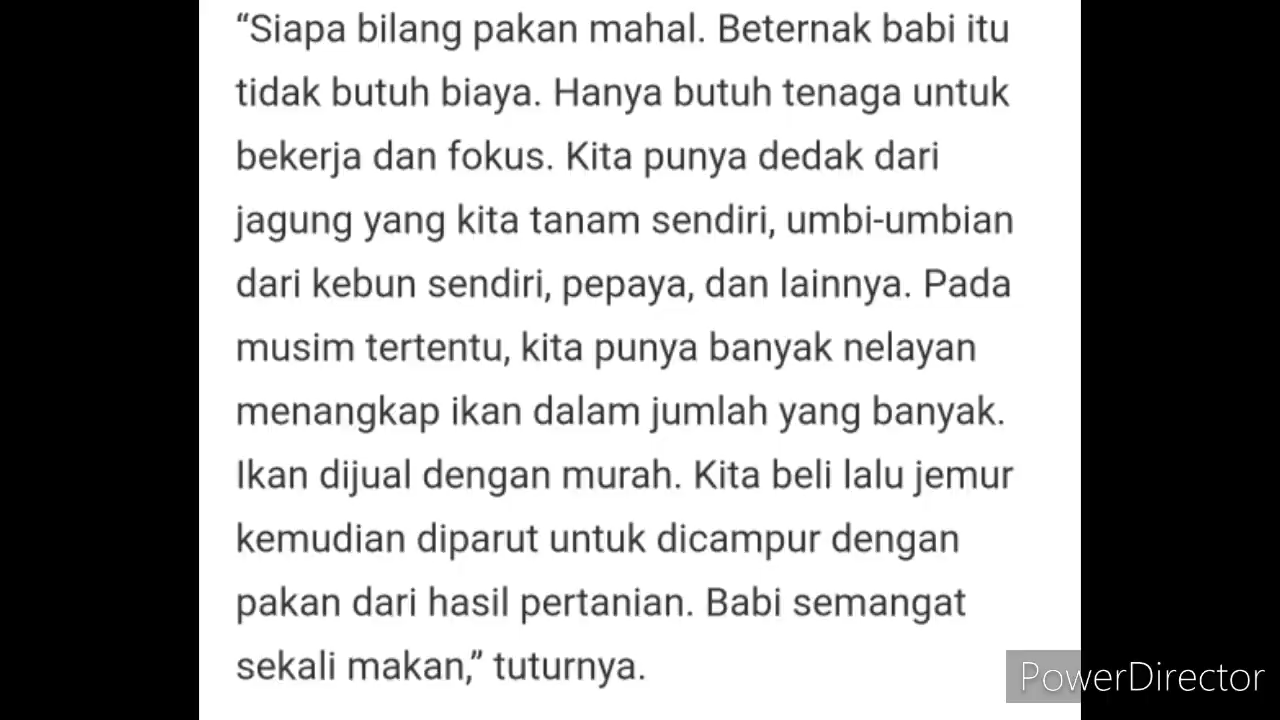 “Siapa bilang pakan mahal. Beternak babi itu
tidak butuh biaya. Hanya butuh tenaga untuk
bekerja dan fokus. Kita punya dedak dari
jagung yang kita tanam sendiri, umbi-umbian
dari kebun sendiri, pepaya, dan lainnya. Pada
musim tertentu, kita punya banyak nelayan
menangkap ikan dalam jumlah yang banyak.
Ikan dijual dengan murah. Kita beli lalu jemur
kemudian diparut untuk dicampur dengan
pakan dari hasil pertanian. Babi semangat
sekali makan,” tuturnya.
PowerDirector